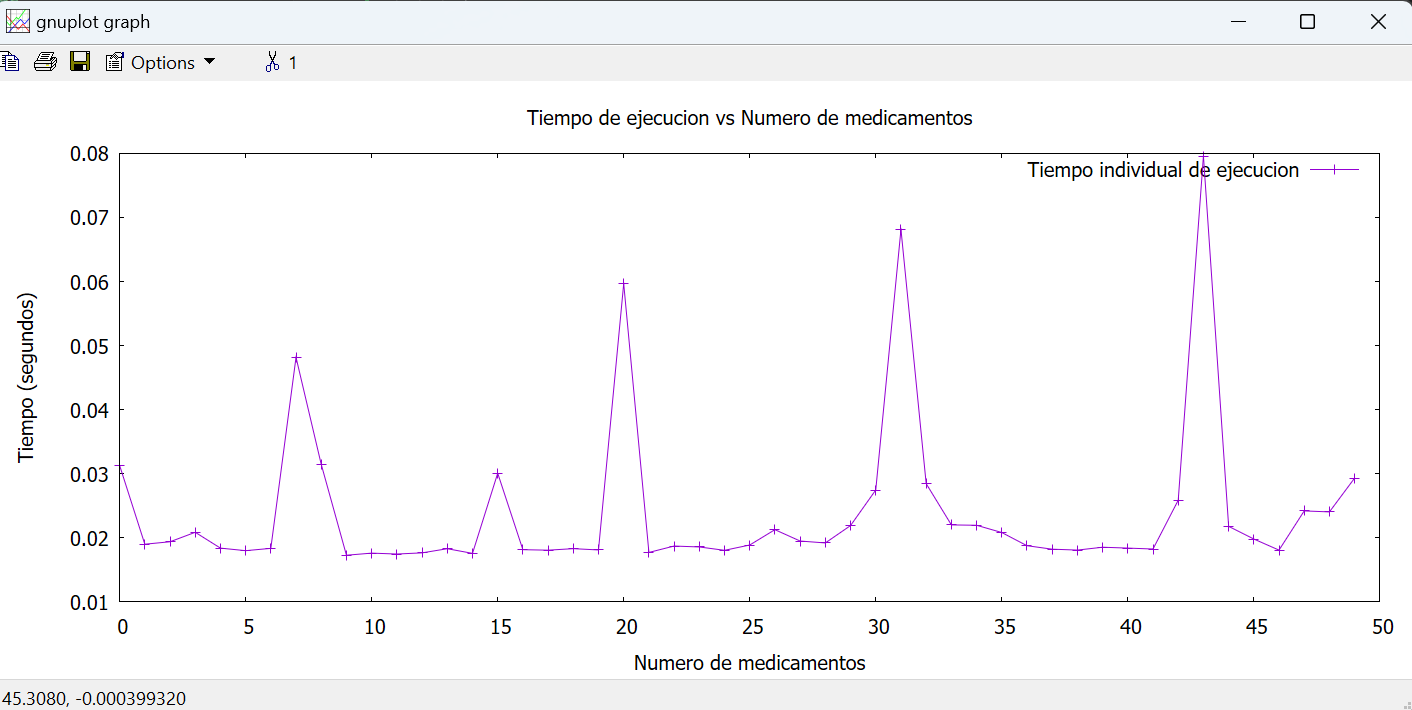 gnuplot graph
Options 1
Tiempo de ejecucion vs Numero de medicamentos
Tiempo individual de ejecucion
0.08
0.07
0.06
0.05
0.04
0.03
0.02
0.01
Tiempo (segundos)
0 5 10 15 20 25 30 35 40 45 50
Numero de medicamentos
45.3080, -0.000399320